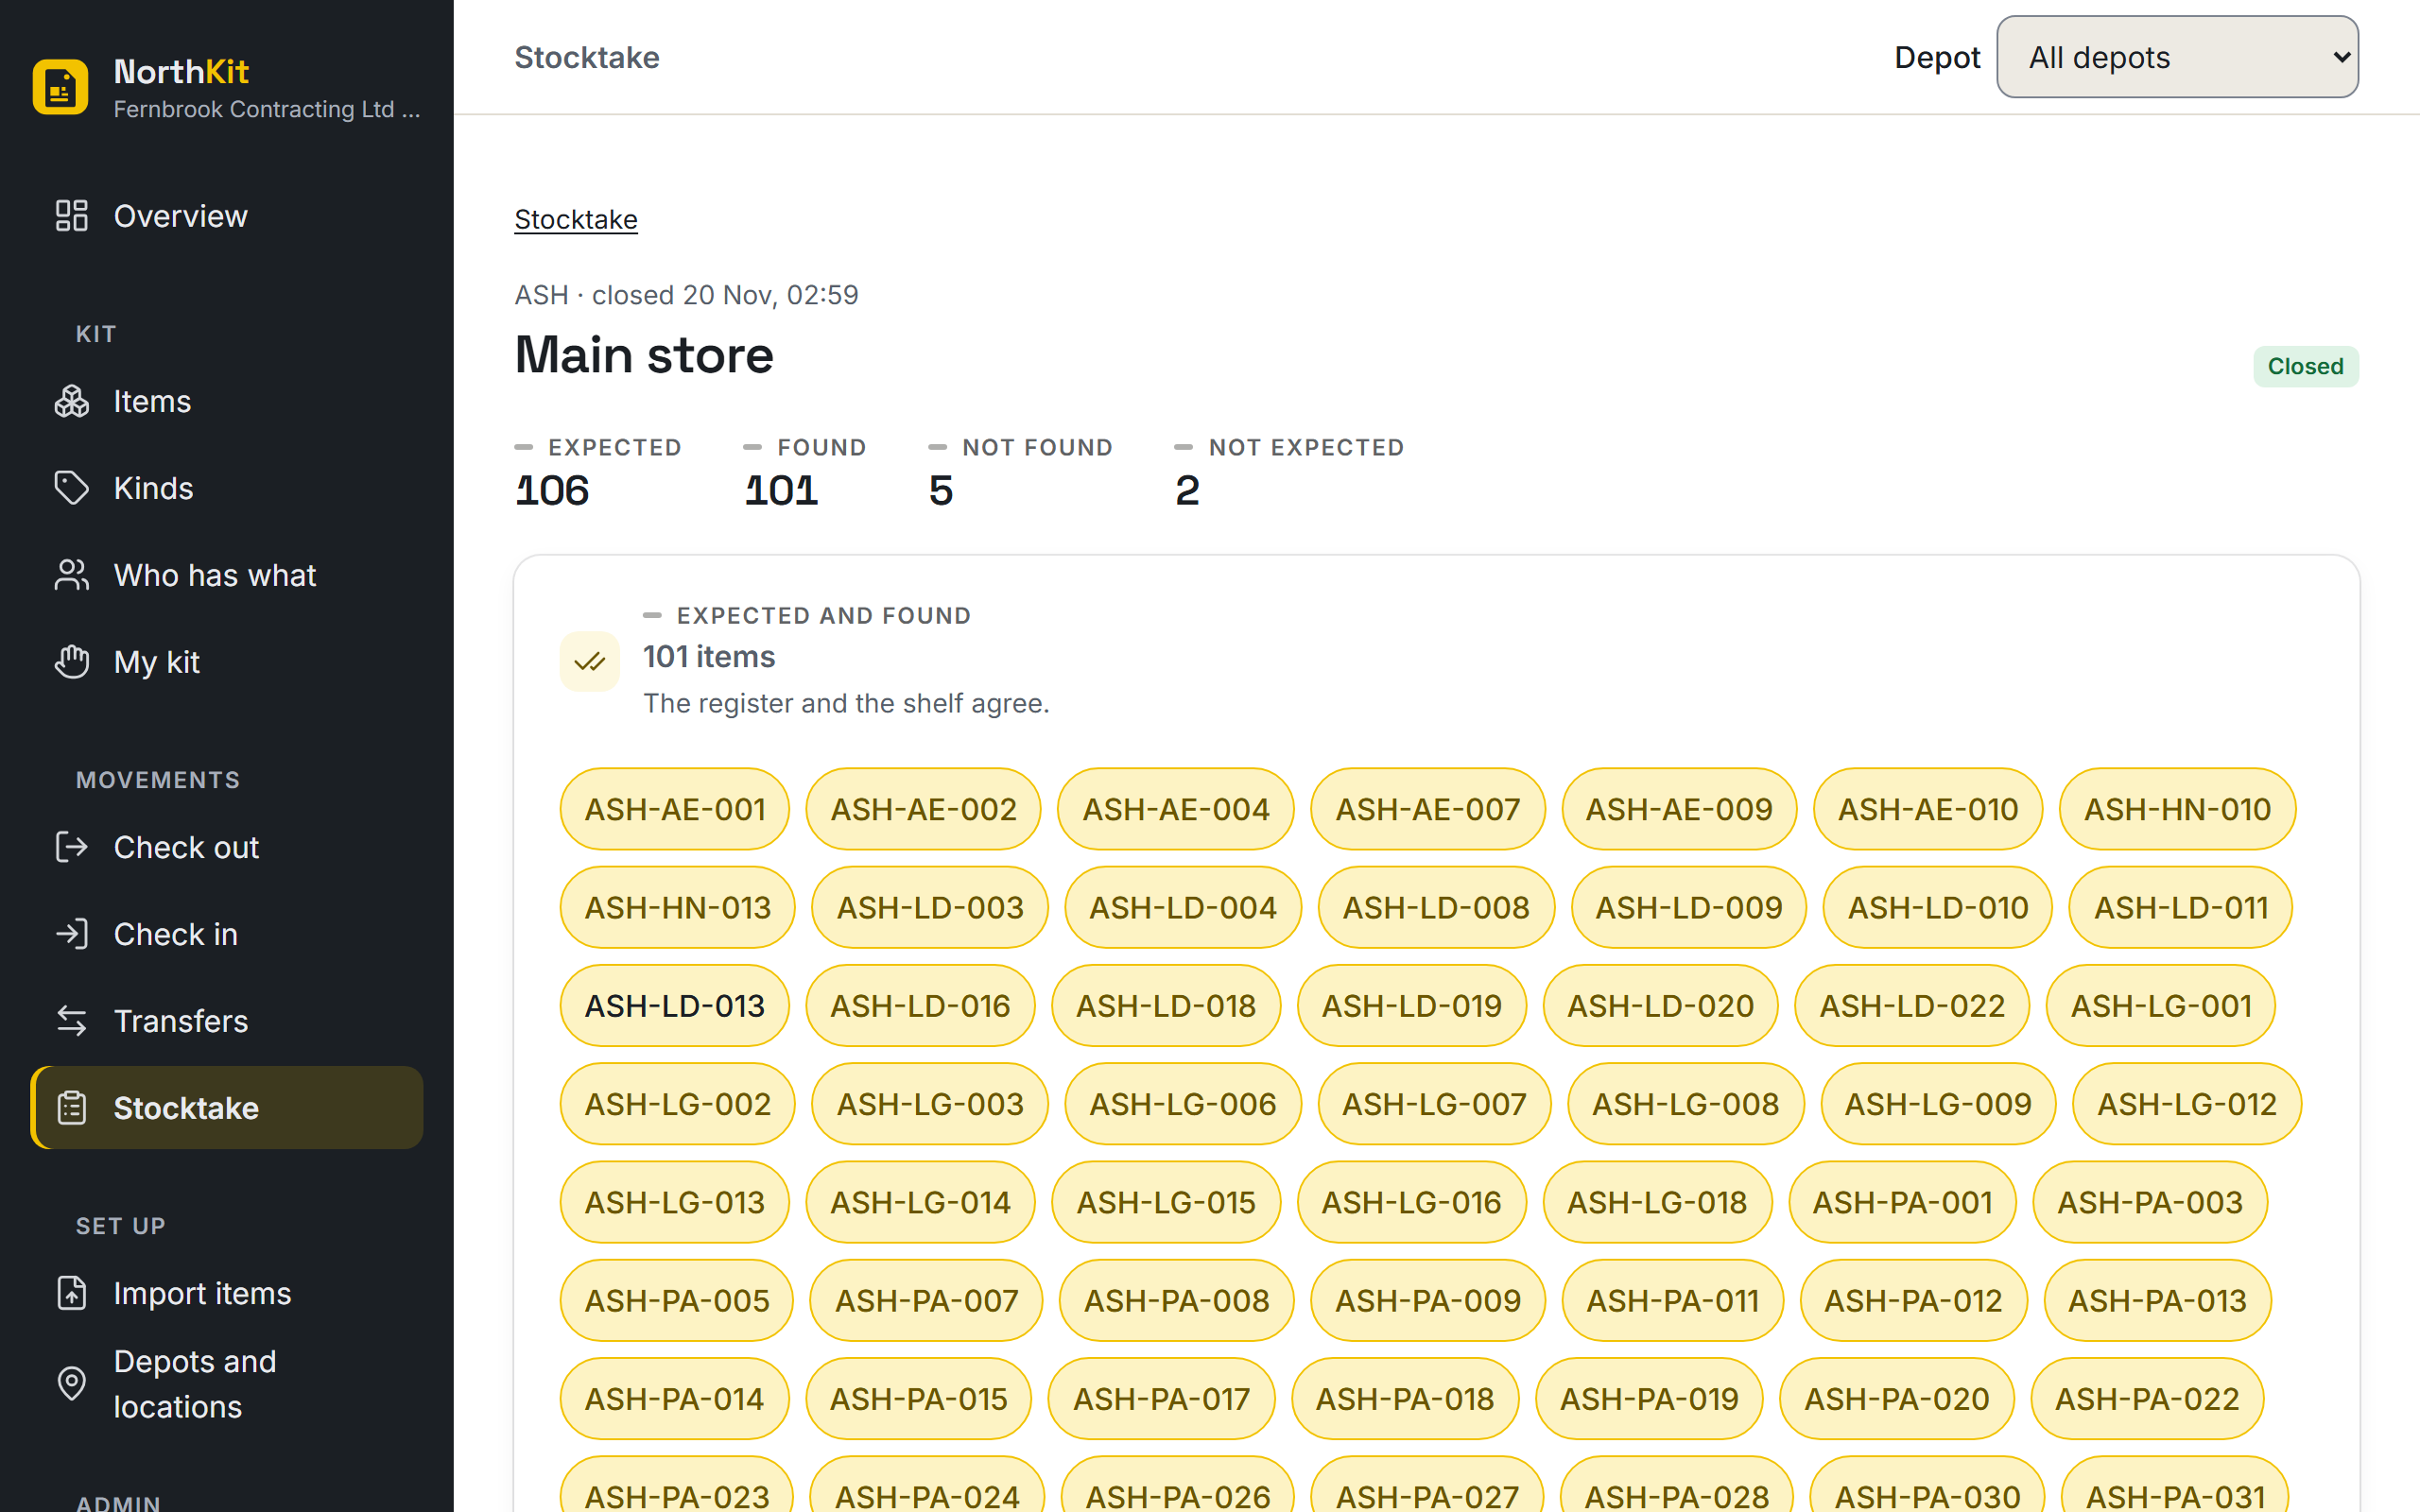 NorthKit
Fernbrook Contracting Ltd ...
Overview
KIT
Items
Kinds
Who has what
My kit
MOVEMENTS
Check out
Check in
Transfers
Stocktake
SET UP
Import items
Depots and
locations
ADMIN
Stocktake
Depot All depots
Stocktake
ASH · closed 20 Nov, 02:59
Main store
Closed
EXPECTED FOUND NOT FOUND NOT EXPECTED
106 101 5 2
EXPECTED AND FOUND
101 items
The register and the shelf agree.
ASH-AE-001 ASH-AE-002 ASH-AE-004 ASH-AE-007 ASH-AE-009 ASH-AE-010 ASH-HN-010
ASH-HN-013 ASH-LD-003 ASH-LD-004 ASH-LD-008 ASH-LD-009 ASH-LD-010 ASH-LD-011
ASH-LD-013 ASH-LD-016 ASH-LD-018 ASH-LD-019 ASH-LD-020 ASH-LD-022 ASH-LG-001
ASH-LG-002 ASH-LG-003 ASH-LG-006 ASH-LG-007 ASH-LG-008 ASH-LG-009 ASH-LG-012
ASH-LG-013 ASH-LG-014 ASH-LG-015 ASH-LG-016 ASH-LG-018 ASH-PA-001 ASH-PA-003
ASH-PA-005 ASH-PA-007 ASH-PA-008 ASH-PA-009 ASH-PA-011 ASH-PA-012 ASH-PA-013
ASH-PA-014 ASH-PA-015 ASH-PA-017 ASH-PA-018 ASH-PA-019 ASH-PA-020 ASH-PA-022
ASH-PA-023 ASH-PA-024 ASH-PA-026 ASH-PA-027 ASH-PA-028 ASH-PA-030 ASH-PA-031